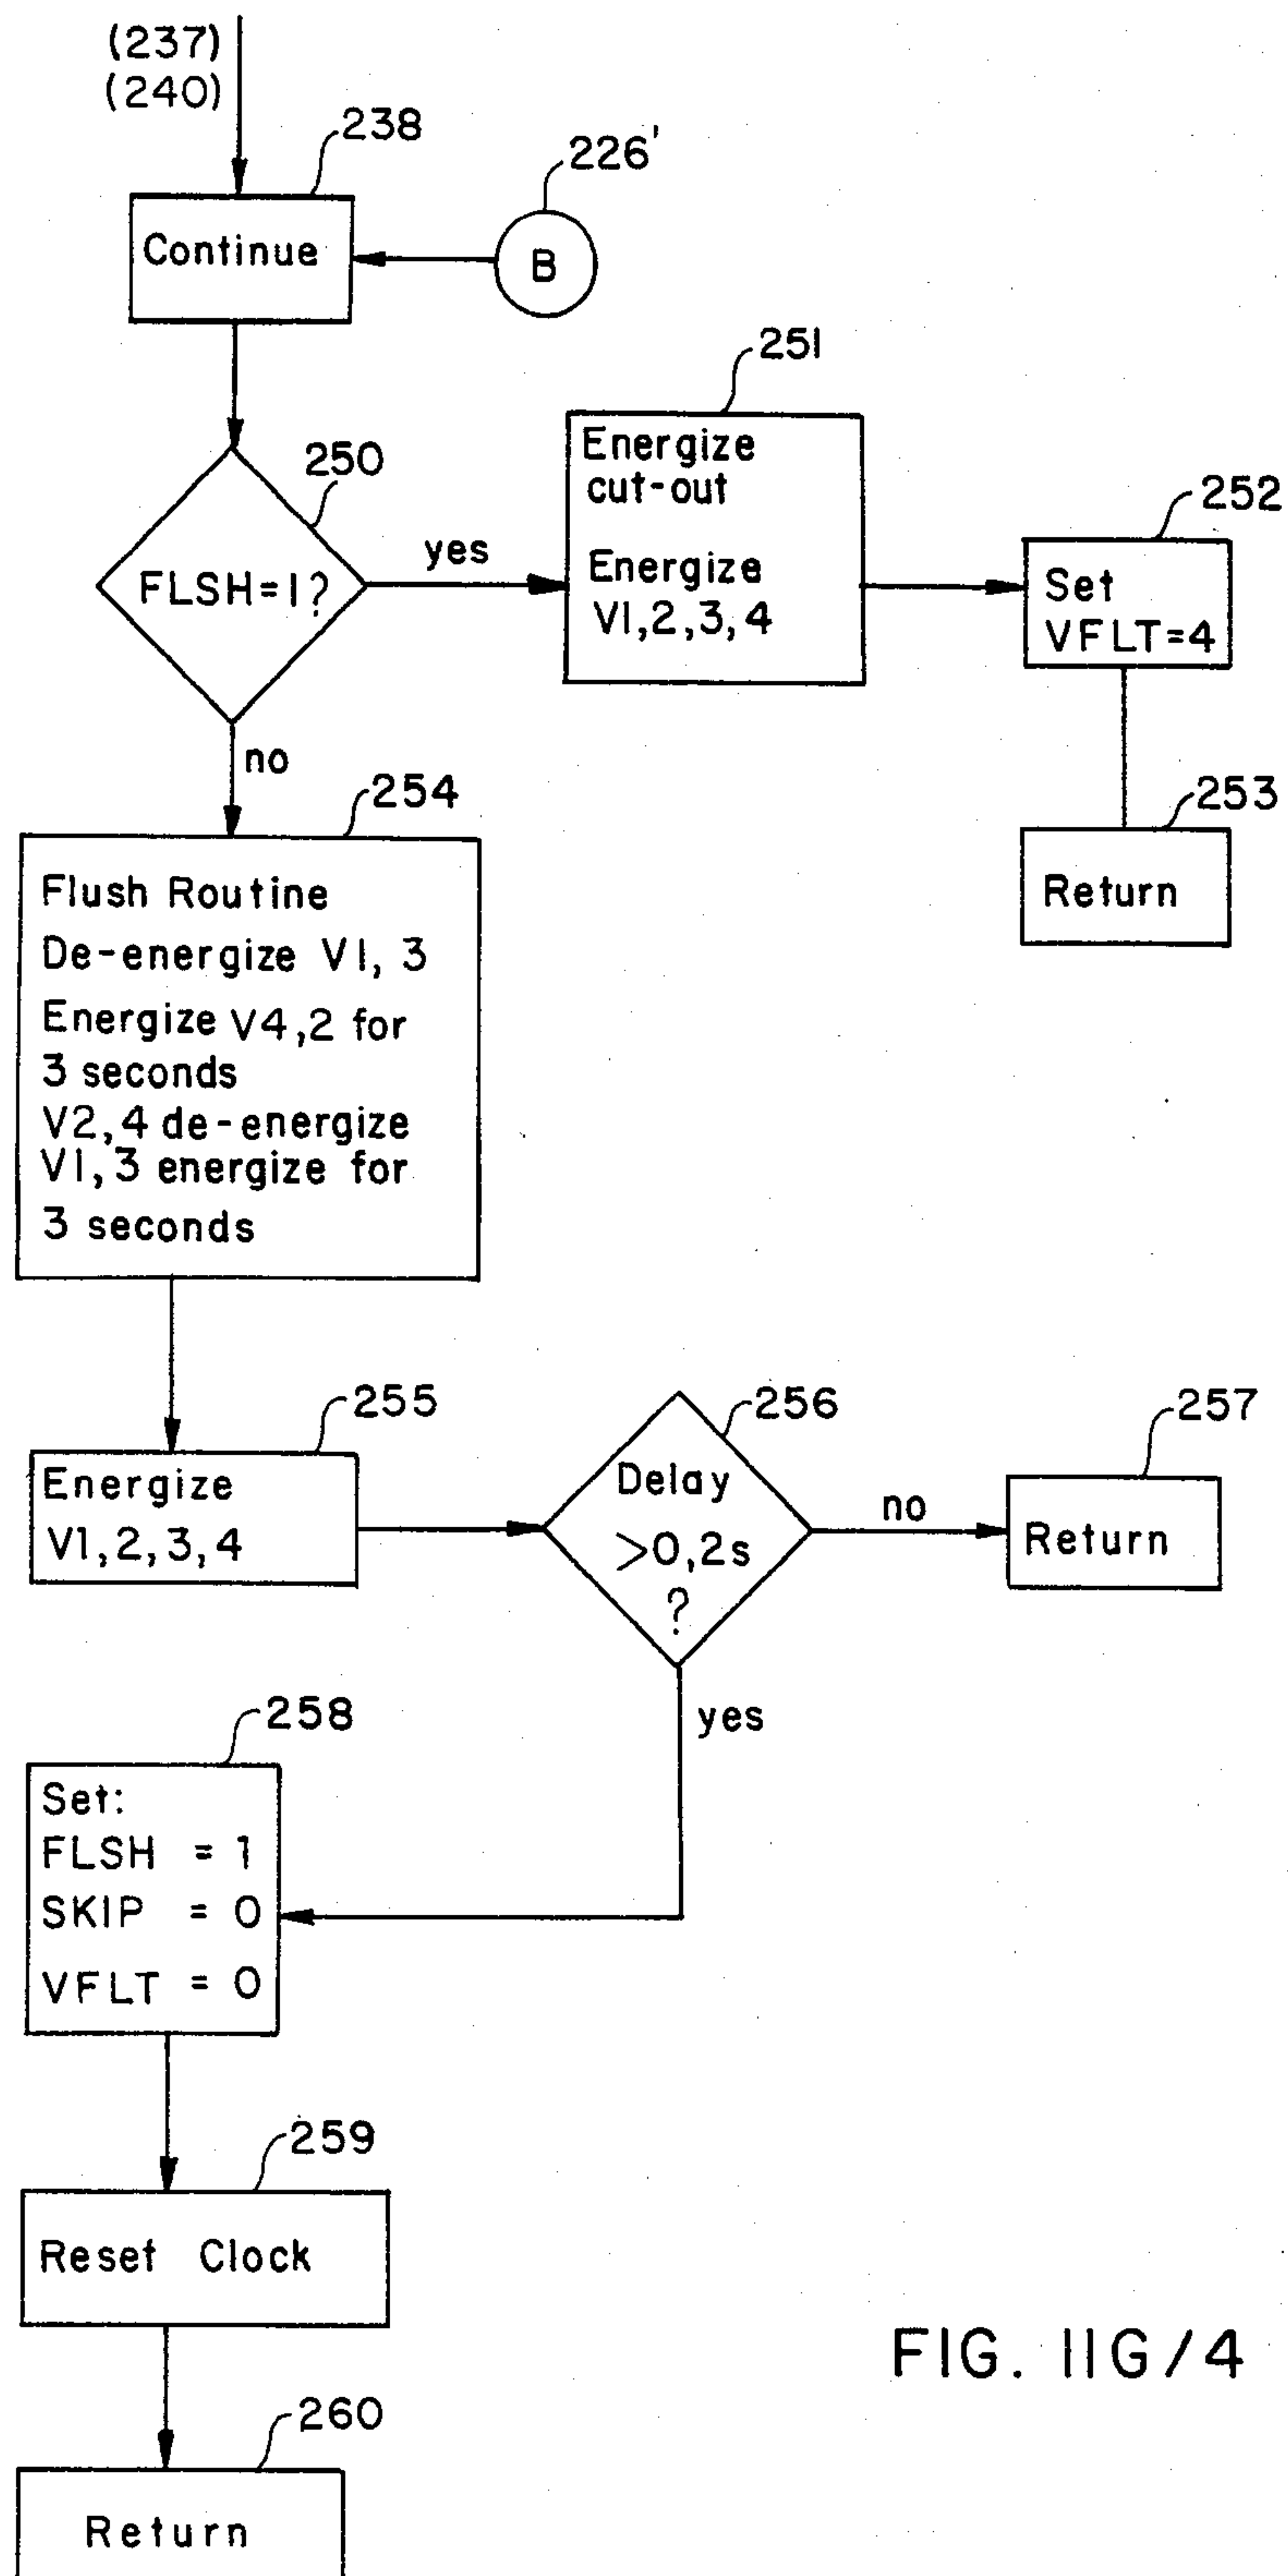 (237)
(240)
238
Continue
226'
B
250
FLSH=1?
yes
251
Energize
cut-out
Energize
V1,2,3,4
252
Set
VFLT=4
253
Return
no
254
Flush Routine
De-energize V1, 3
Energize V4,2 for
3 seconds
V2,4 de-energize
V1,3 energize for
3 seconds
255
Energize
V1,2,3,4
256
Delay
>0,2s
?
no
257
Return
yes
258
Set:
FLSH = 1
SKIP = 0
VFLT = 0
259
Reset Clock
260
Return
FIG. 11G/4